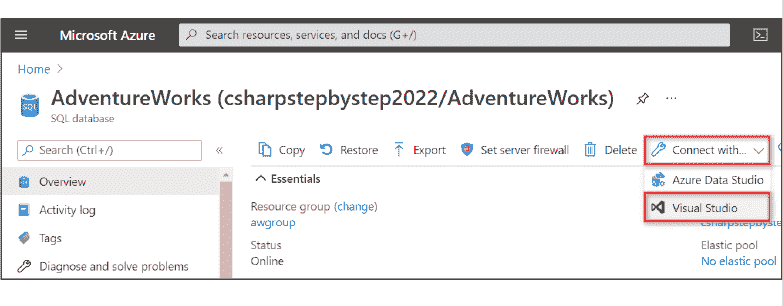 Microsoft Azure
Search resources, services, and docs (G+/)
Home
AdventureWorks (csharpstepbystep2022/AdventureWorks)
SQL
SQL database
Search (Ctrl+/)
Copy
Restore
Export
Set server firewall
Delete
Connect with...
Overview
Activity log
Tags
Diagnose and solve problems
Essentials
Resource group (change)
awgroup
Status
Online
Azure Data Studio
Visual Studio
Elastic pool
No elastic pool